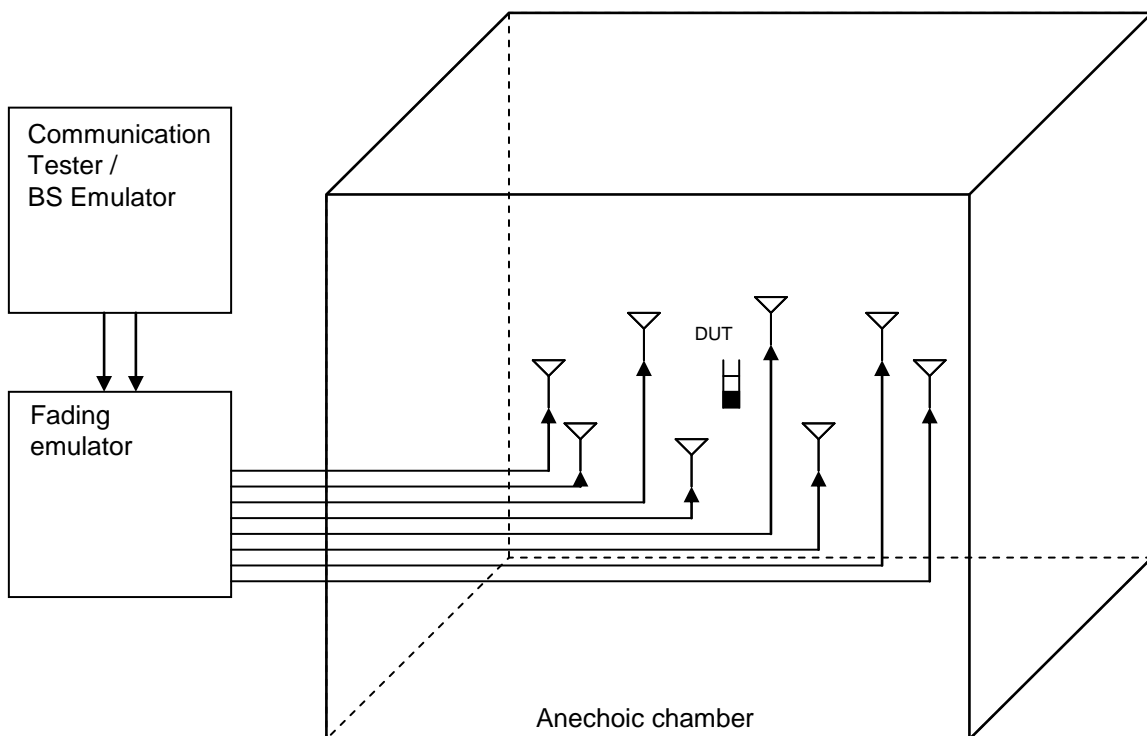 Communication
Tester /
BS Emulator
DUT
Fading
emulator
Anechoic chamber